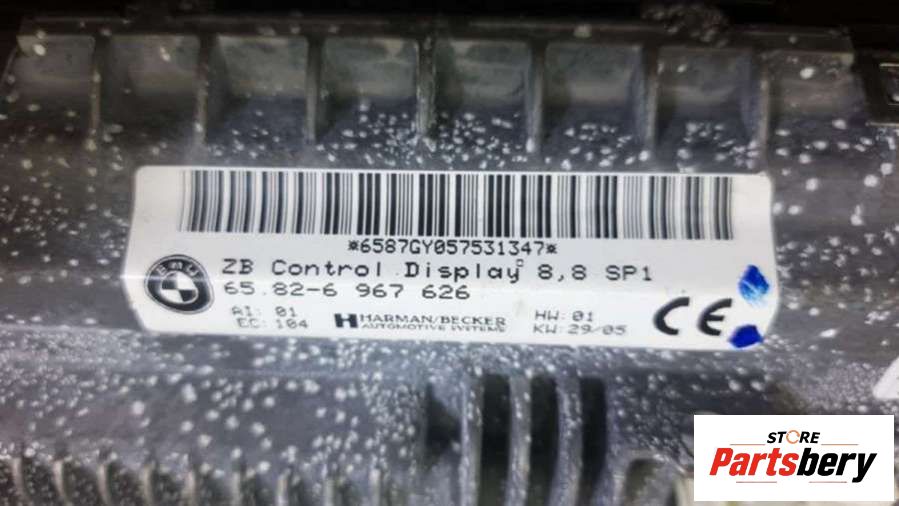 *6587GY057531347*
BMW
ZB Control Display 8,8 SP1
65.82-6 967 626
AI: 01
EC: 104
HARMAN/BECKER
AUTOMOTIVE SYSTEMS
HW: 01
KW: 29/05
CE
STORE
Partsbery